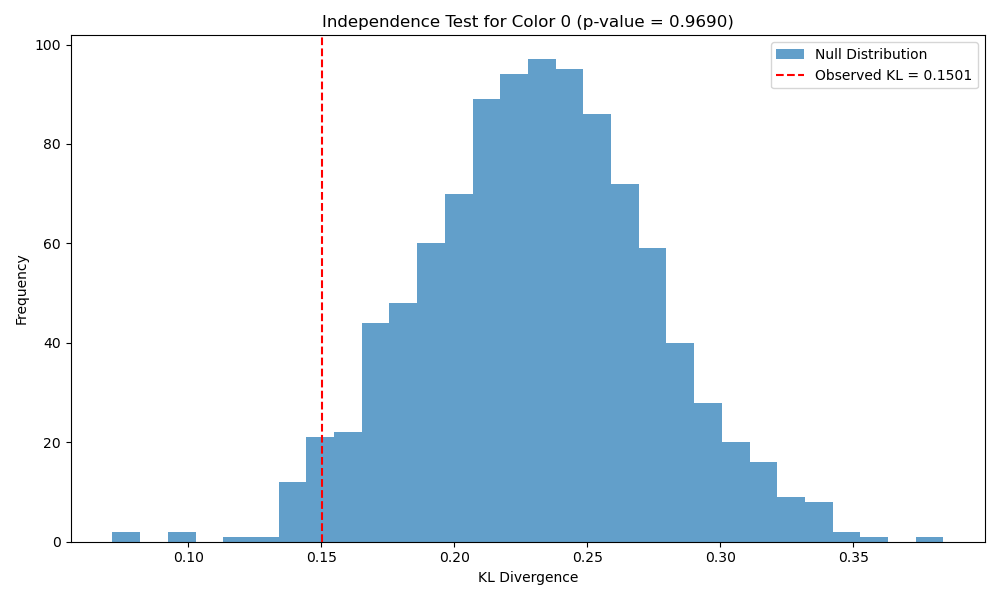 Independence Test for Color 0 (p-value = 0.9690)
Null Distribution
Observed KL = 0.1501
Frequency
100
80
60
40
20
0
0.10 0.15 0.20 0.25 0.30 0.35
KL Divergence